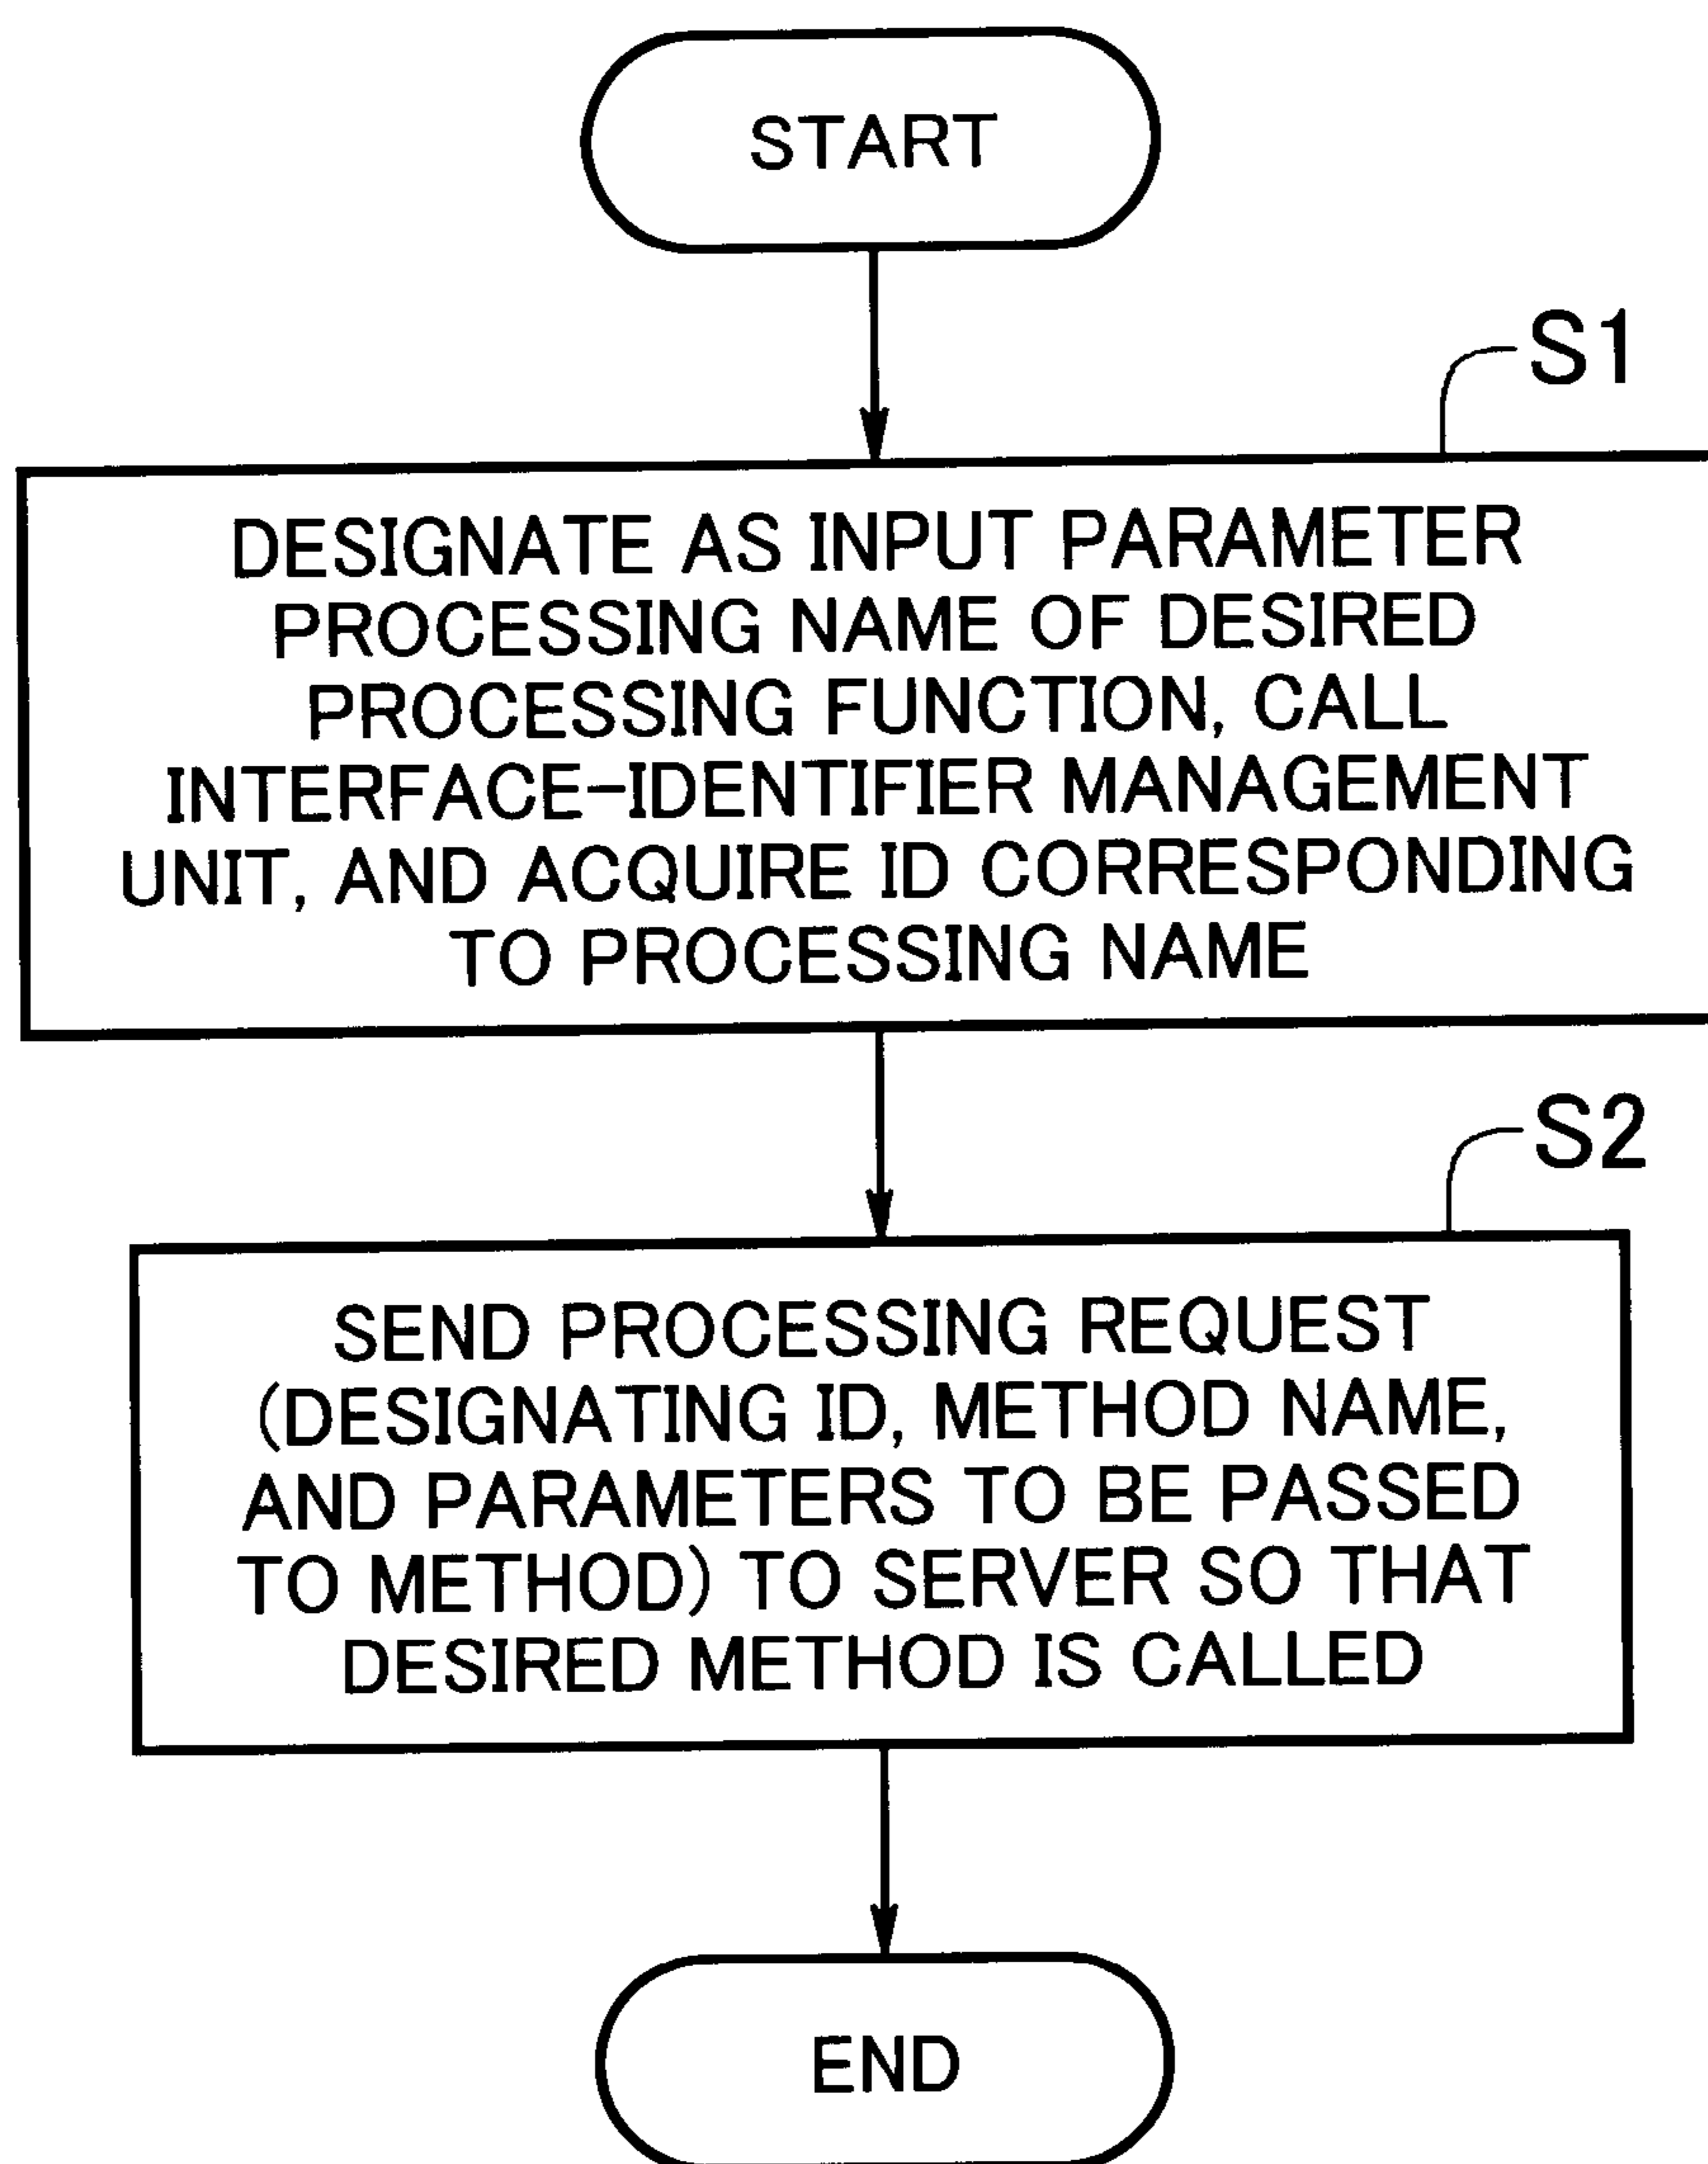 START
S1
DESIGNATE AS INPUT PARAMETER
PROCESSING NAME OF DESIRED
PROCESSING FUNCTION, CALL
INTERFACE-IDENTIFIER MANAGEMENT
UNIT, AND ACQUIRE ID CORRESPONDING
TO PROCESSING NAME
S2
SEND PROCESSING REQUEST
(DESIGNATING ID, METHOD NAME,
AND PARAMETERS TO BE PASSED
TO METHOD) TO SERVER SO THAT
DESIRED METHOD IS CALLED
END